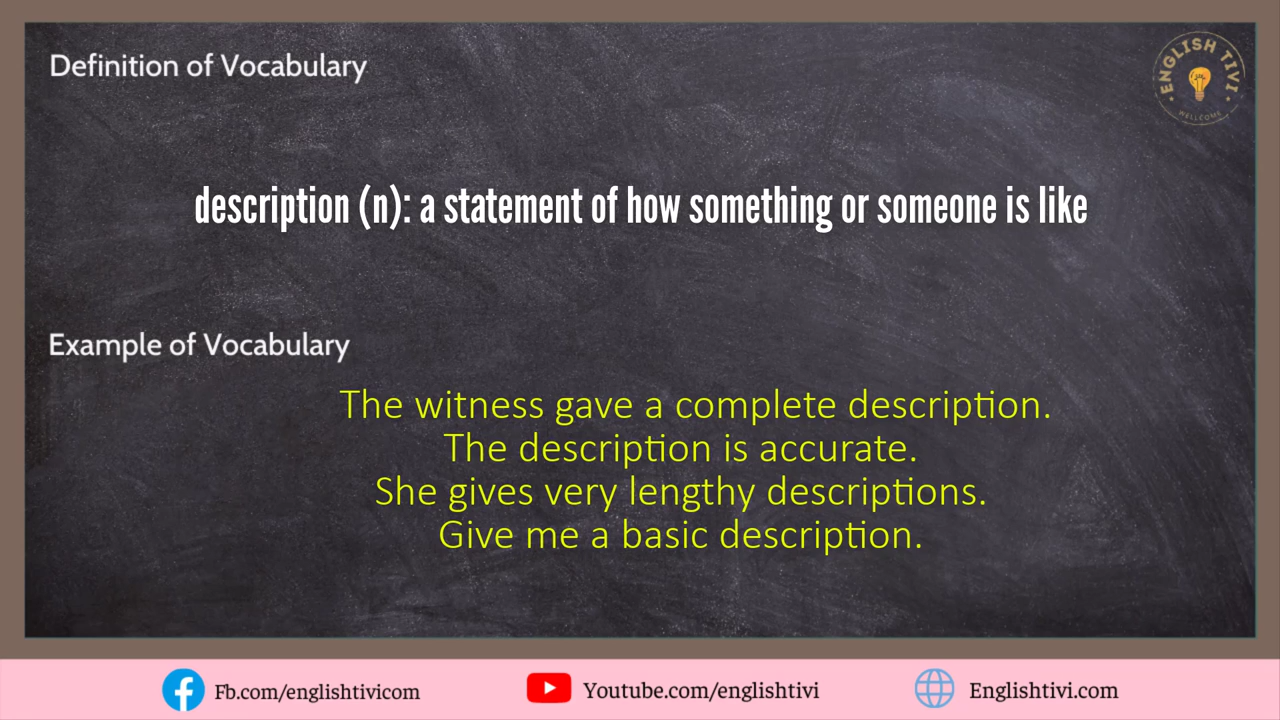 Definition of Vocabulary
ENGLISH TIVI
WELLCOME
description (n): a statement of how something or someone is like
Example of Vocabulary
The witness gave a complete description.
The description is accurate.
She gives very lengthy descriptions.
Give me a basic description.
Fb.com/englishtivicom
Youtube.com/englishtivi
Englishtivi.com